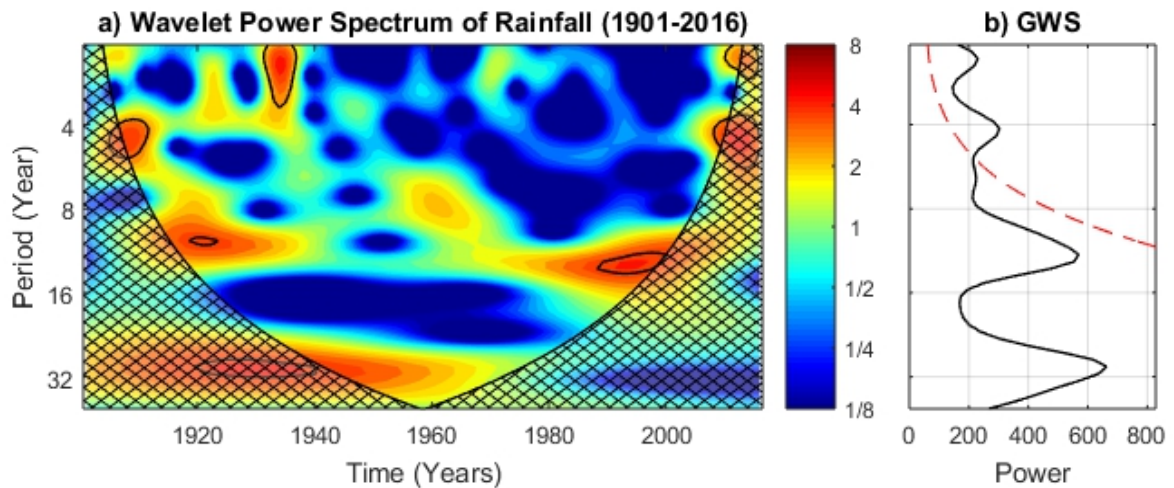 a) Wavelet Power Spectrum of Rainfall (1901-2016)
b) GWS
Period (Year)
4
8
16
32
1920 1940 1960 1980 2000
Time (Years)
8
4
2
1
1/2
1/4
1/8
0 200 400 600 800
Power